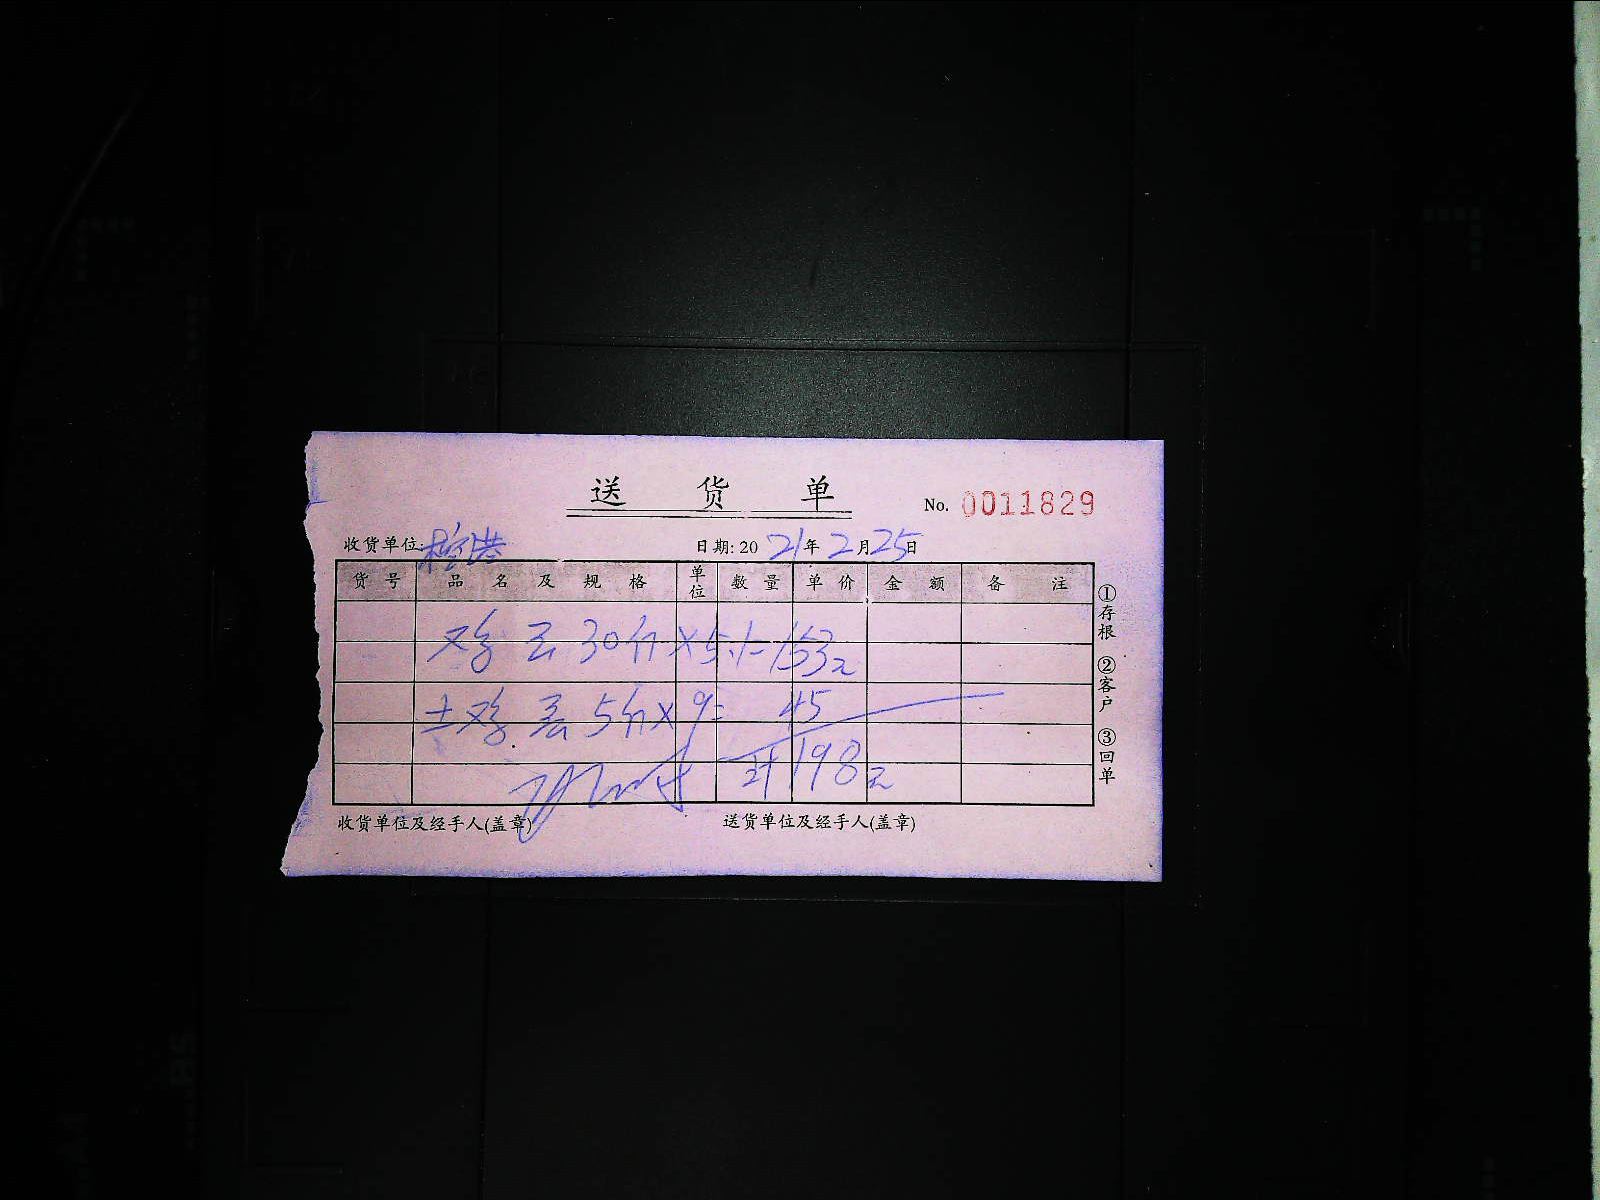 送货单
No. 0011829
收货单位:
日期: 2021年2月25日
货号 品名及规格 单位 数量 单价 金额 备注
鸡 30斤×5.1=153元
土鸡 5斤×9= 45
计198元
收货单位及经手人(盖章)
送货单位及经手人(盖章)
①存根 ②客户 ③回单